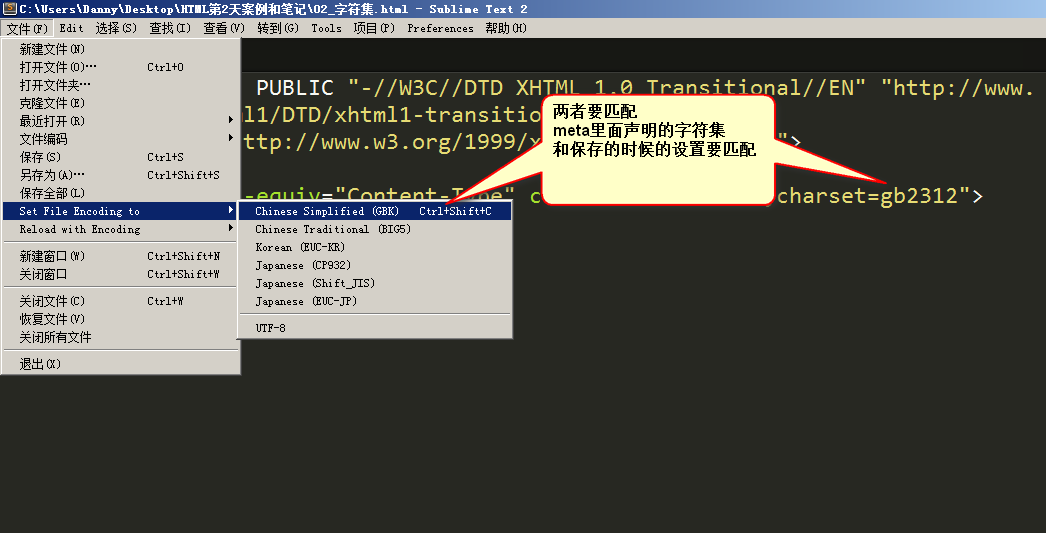 C:\Users\Danny\Desktop\HTML第2天案例和笔记\02_字符集.html - Sublime Text 2
文件(F) Edit 选择(S) 查找(I) 查看(V) 转到(G) Tools 项目(P) Preferences 帮助(H)
新建文件(N)
打开文件(O)… Ctrl+O
打开文件夹…
克隆文件(E)
最近打开(R)
文件编码
保存(S) Ctrl+S
另存为(A)… Ctrl+Shift+S
保存全部(L)
Set File Encoding to
Reload with Encoding
新建窗口(W) Ctrl+Shift+N
关闭窗口 Ctrl+Shift+W
关闭文件(C) Ctrl+W
恢复文件(V)
关闭所有文件
退出(X)
Chinese Simplified (GBK) Ctrl+Shift+C
Chinese Traditional (BIG5)
Korean (EUC-KR)
Japanese (CP932)
Japanese (Shift_JIS)
Japanese (EUC-JP)
UTF-8
PUBLIC "-//W3C//DTD XHTML 1.0 Transitional//EN" "http://www.
l1/DTD/xhtml1-transitio
ttp://www.w3.org/1999/x ">
-equiv="Content-Type" c charset=gb2312">
两者要匹配
meta里面声明的字符集
和保存的时候的设置要匹配